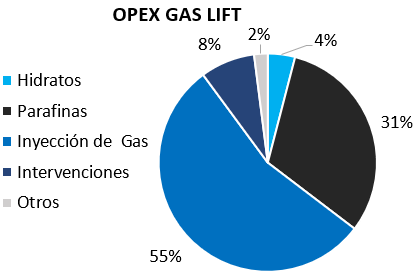 OPEX GAS LIFT
2%
4%
8%
Hidratos
Parafinas
31%
Inyección de Gas
Intervenciones
Otros
55%